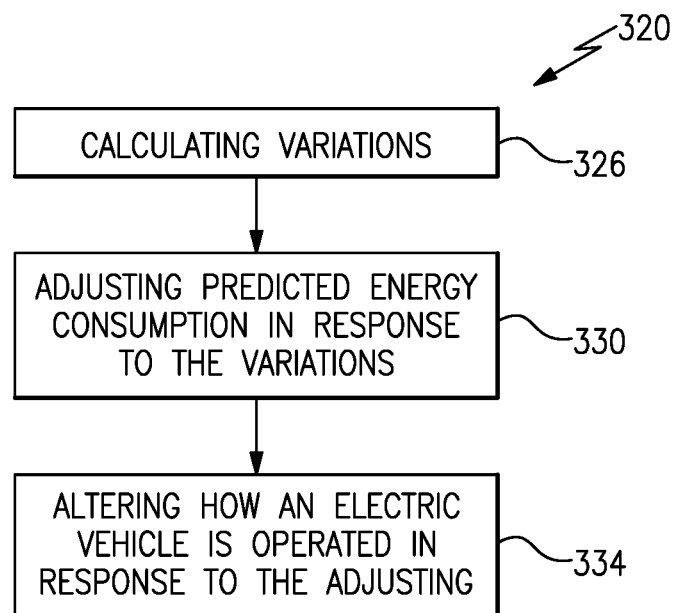 320
CALCULATING VARIATIONS
326
ADJUSTING PREDICTED ENERGY
CONSUMPTION IN RESPONSE
TO THE VARIATIONS
330
ALTERING HOW AN ELECTRIC
VEHICLE IS OPERATED IN
RESPONSE TO THE ADJUSTING
334